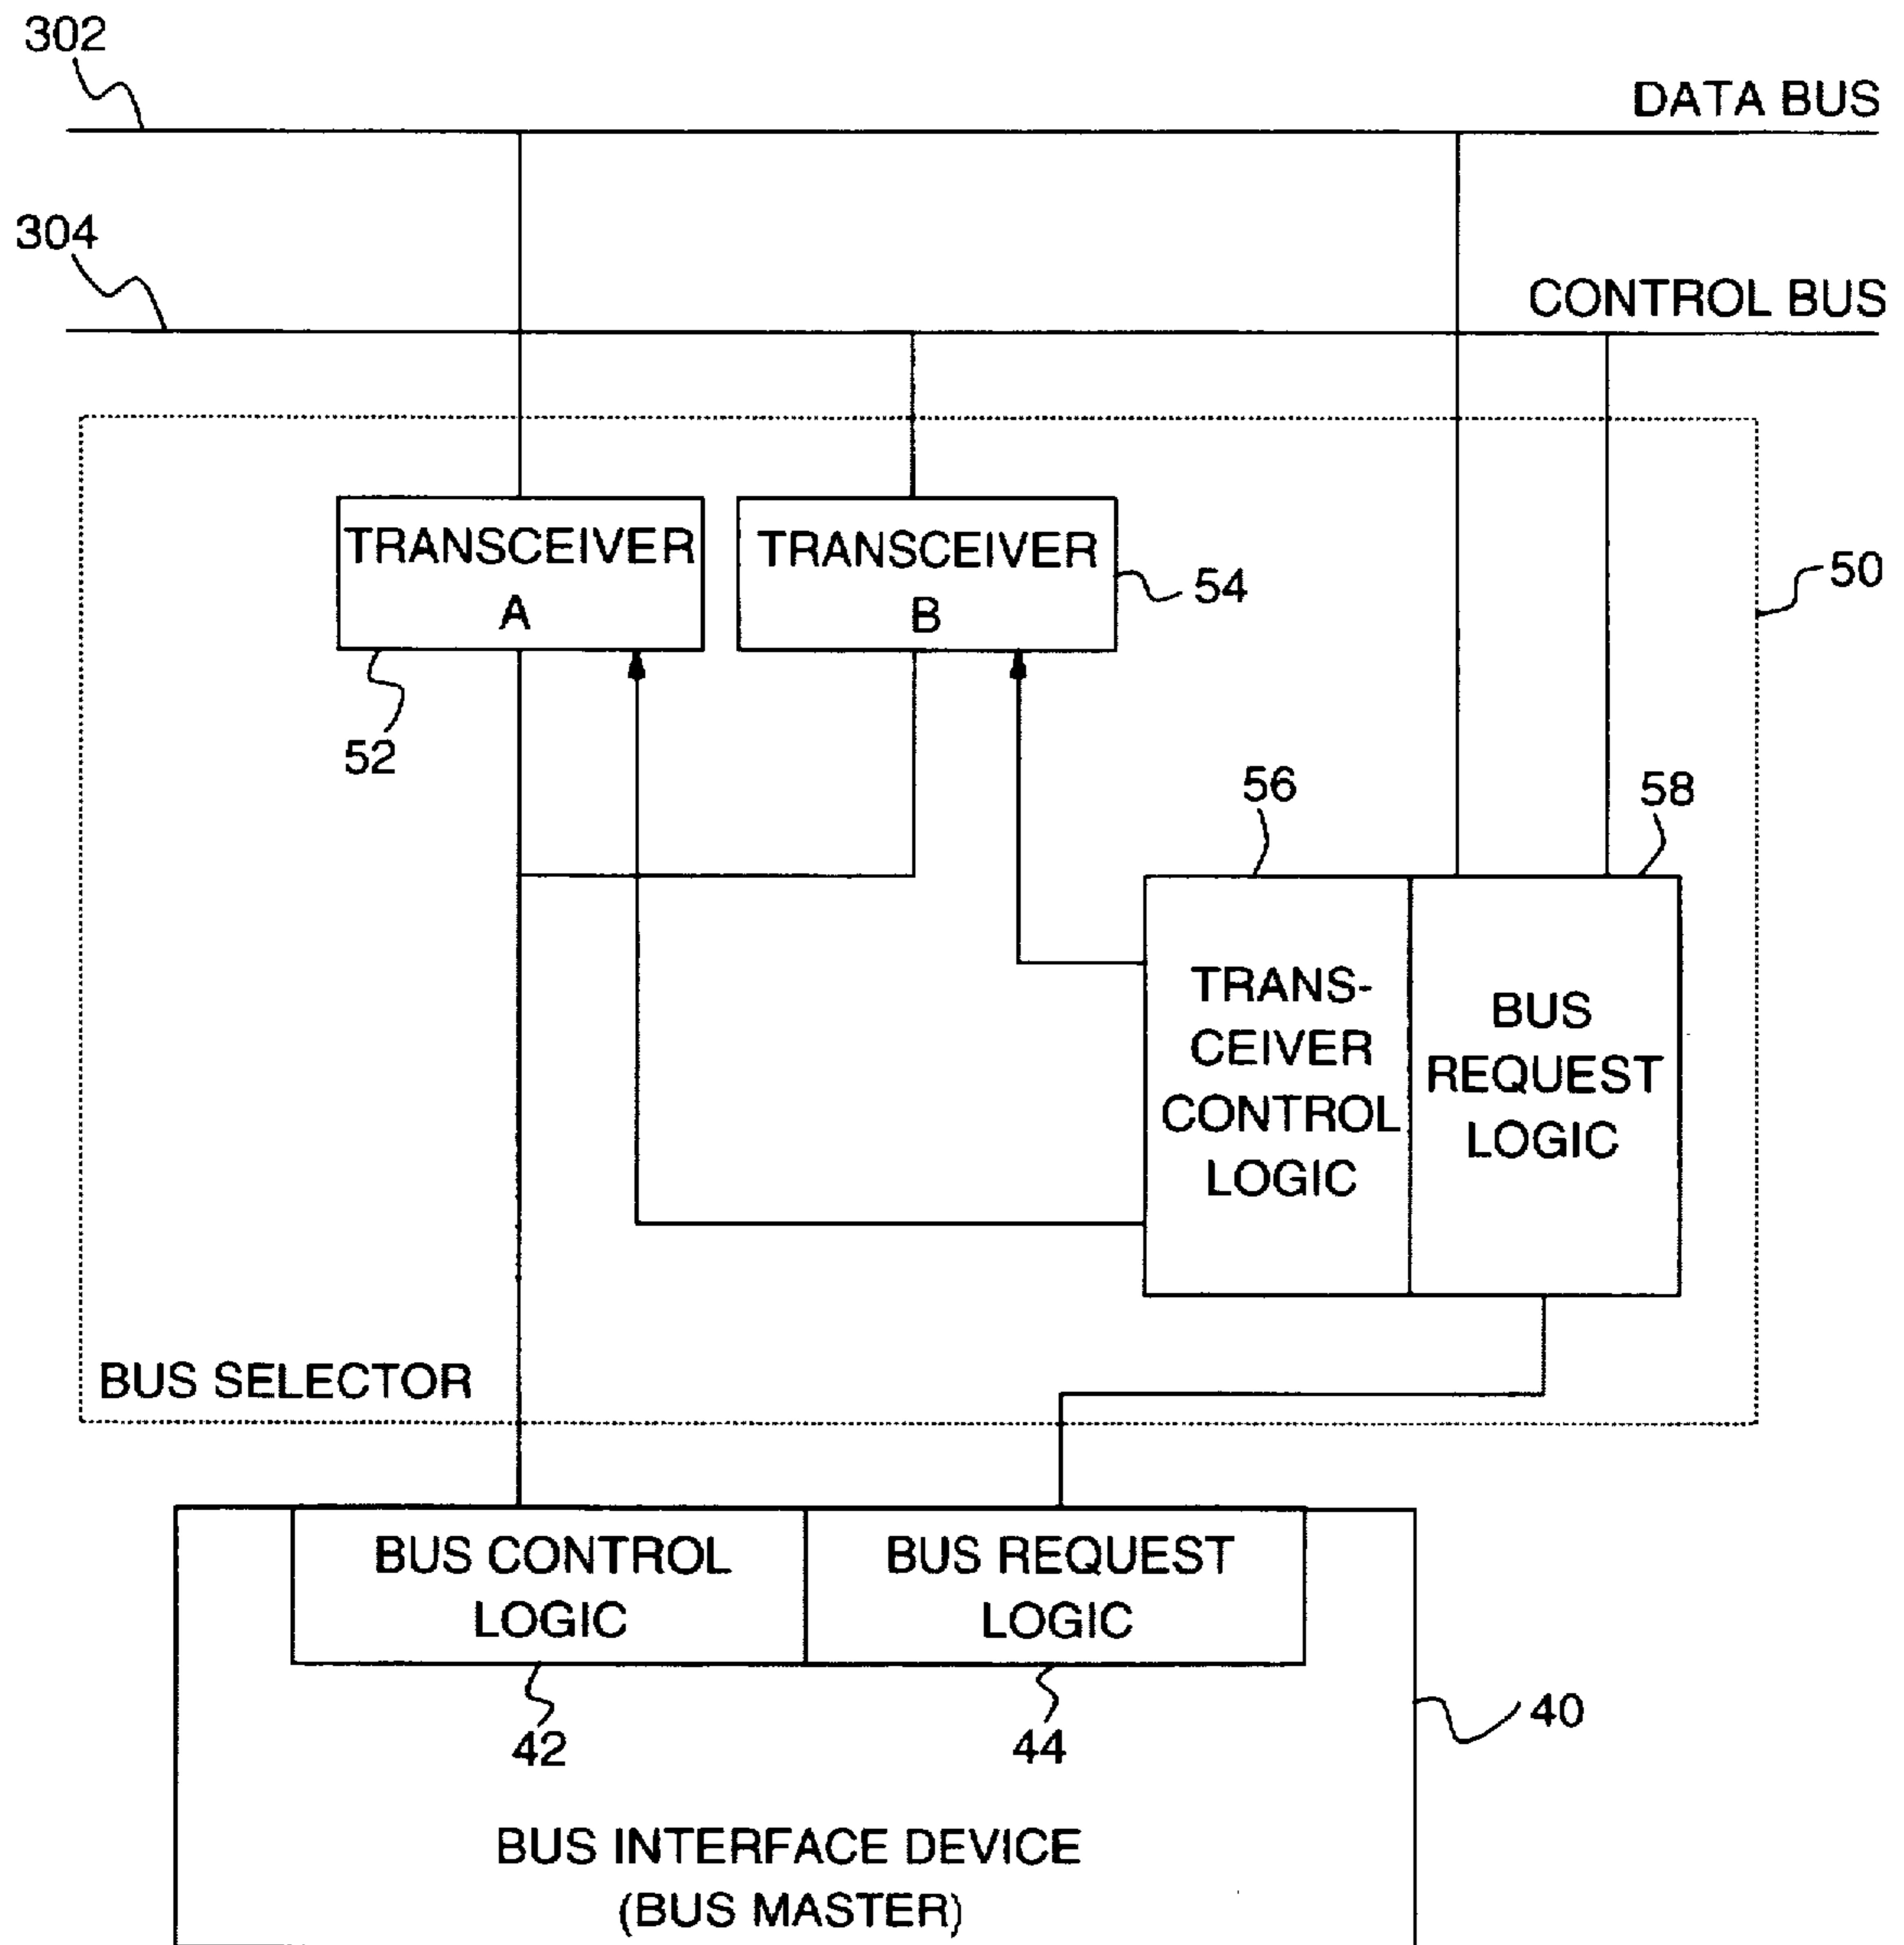 302
DATA BUS
304
CONTROL BUS
TRANSCEIVER
A
TRANSCEIVER
B
54
50
52
56
58
TRANS-
CEIVER
CONTROL
LOGIC
BUS
REQUEST
LOGIC
BUS SELECTOR
BUS CONTROL
LOGIC
BUS REQUEST
LOGIC
42
44
40
BUS INTERFACE DEVICE
(BUS MASTER)